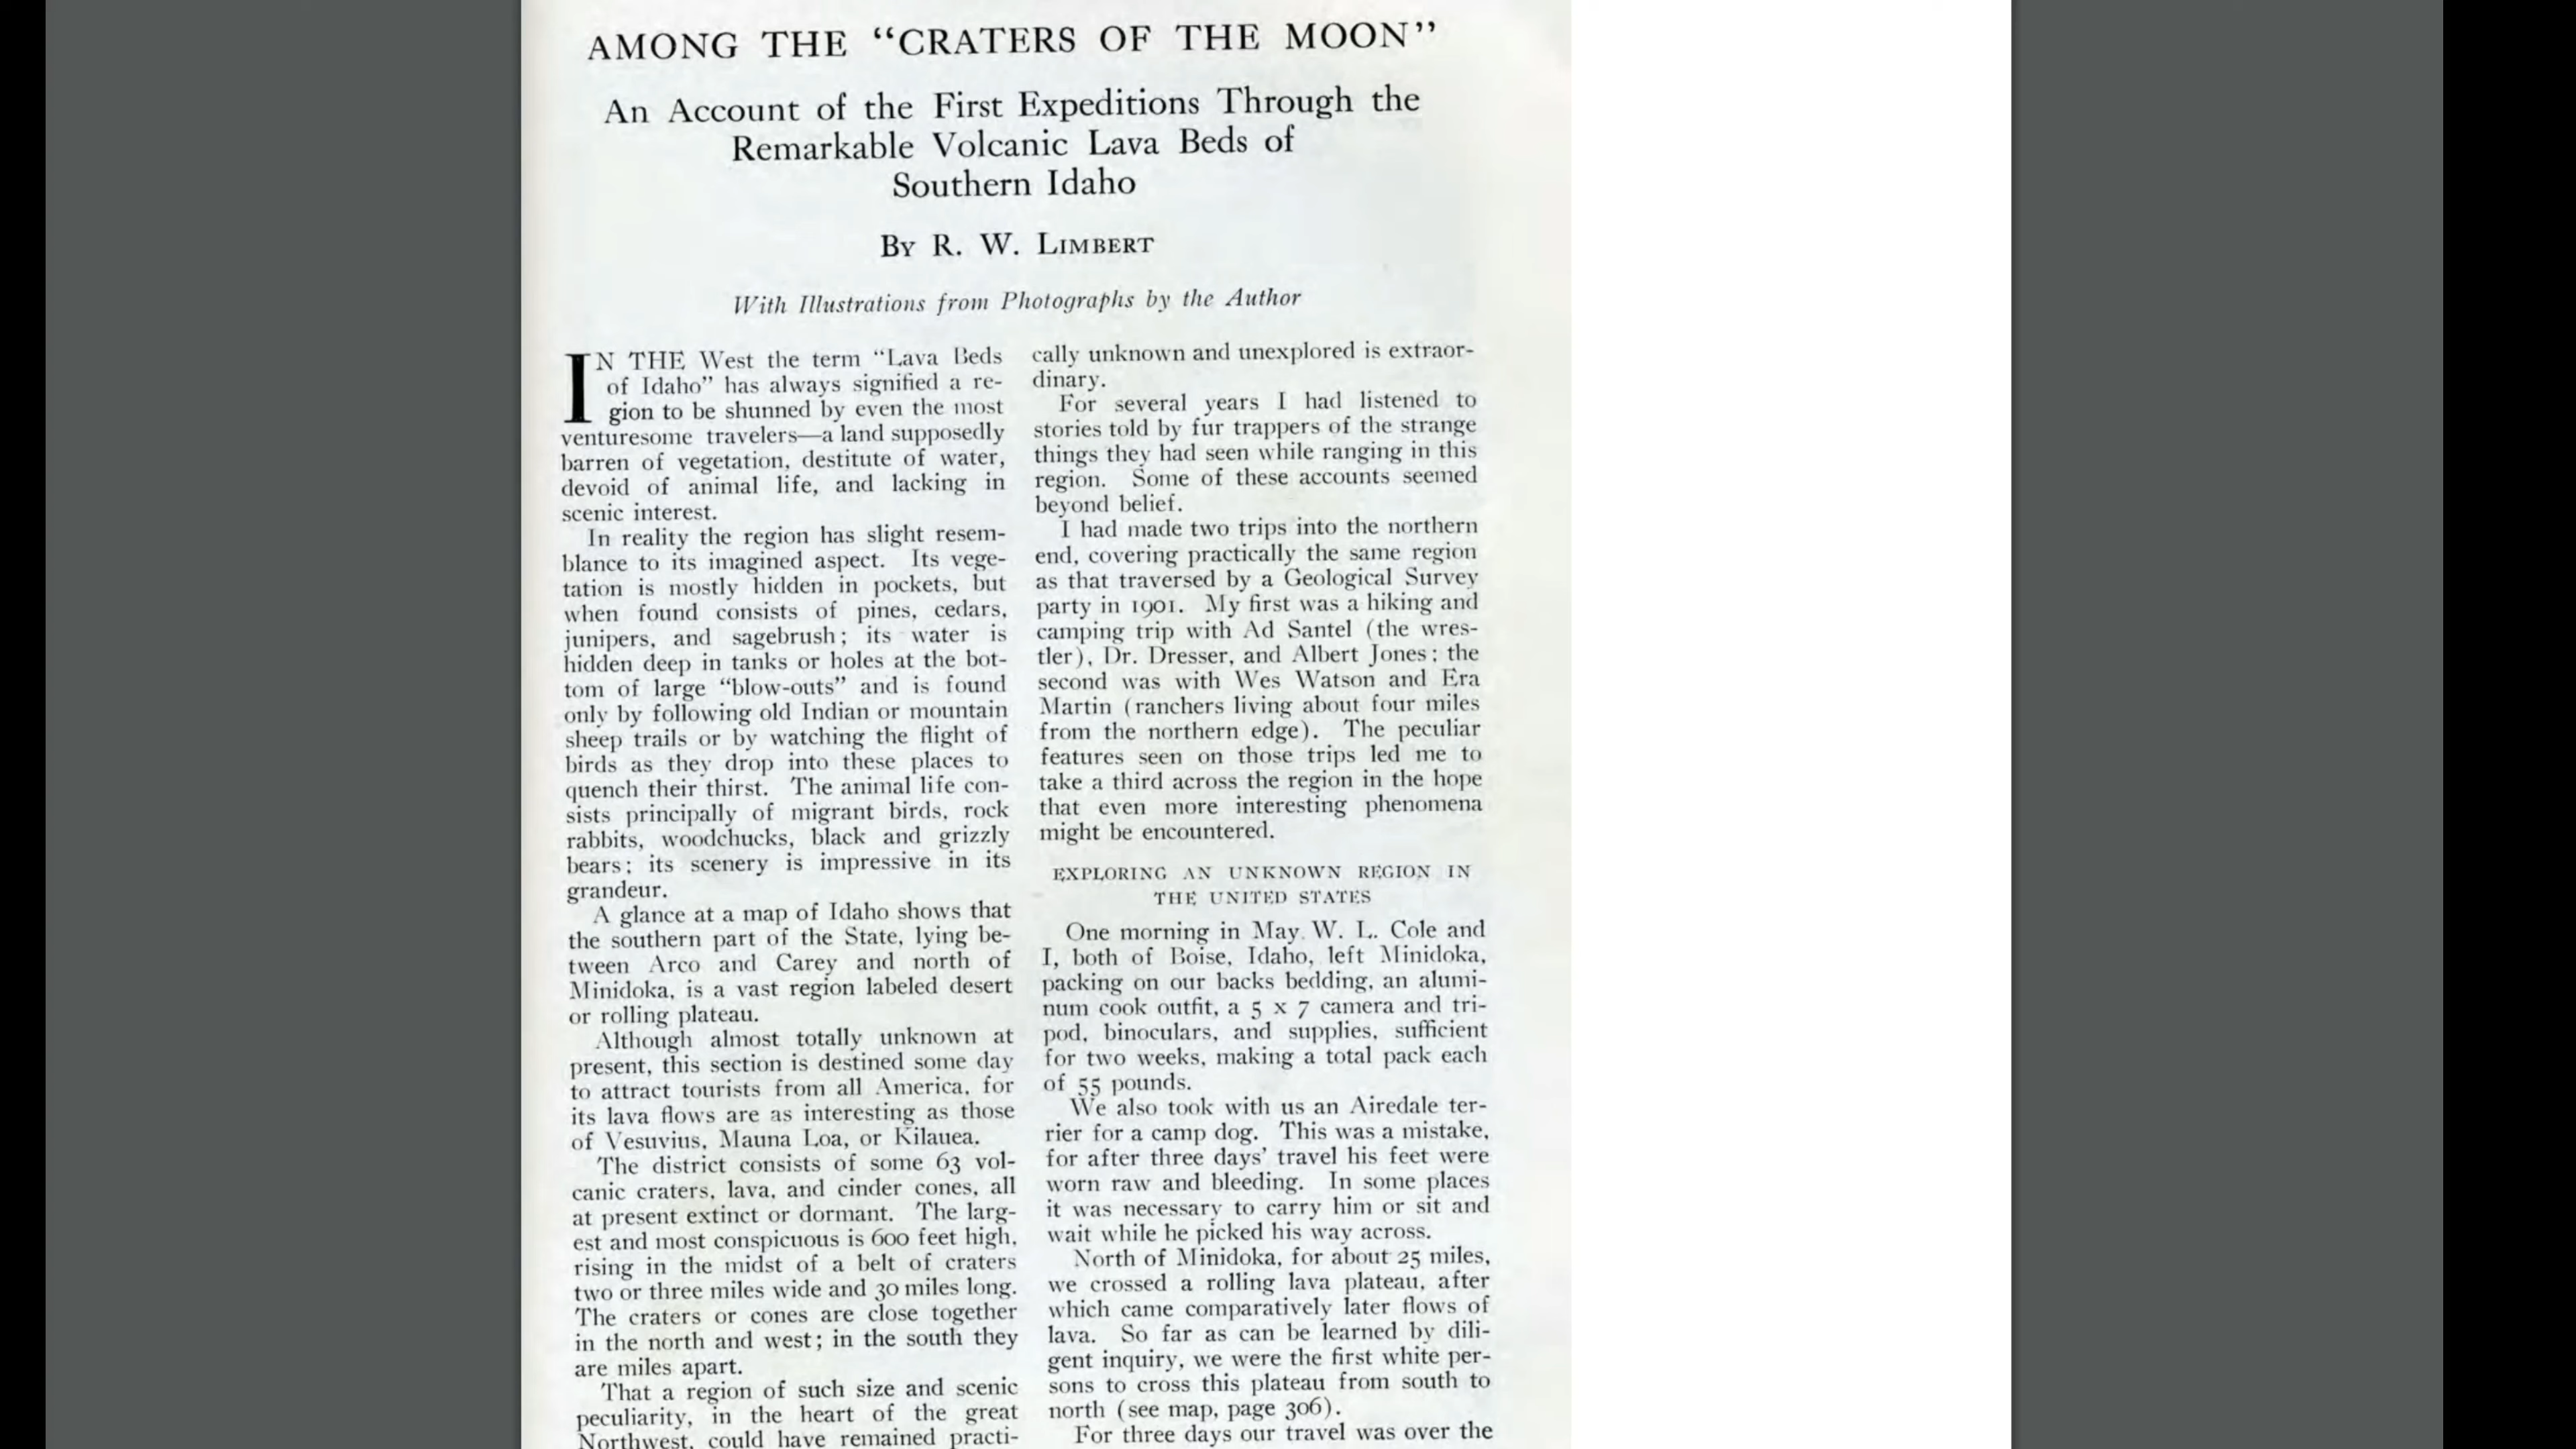 AMONG THE “CRATERS OF THE MOON”
An Account of the First Expeditions Through the
Remarkable Volcanic Lava Beds of
Southern Idaho
By R. W. Limbert
With Illustrations from Photographs by the Author
IN THE West the term “Lava Beds
of Idaho” has always signified a re-
gion to be shunned by even the most
venturesome travelers—a land supposedly
barren of vegetation, destitute of water,
devoid of animal life, and lacking in
scenic interest.
In reality the region has slight resem-
blance to its imagined aspect. Its vege-
tation is mostly hidden in pockets, but
when found consists of pines, cedars,
junipers, and sagebrush; its water is
hidden deep in tanks or holes at the bot-
tom of large “blow-outs” and is found
only by following old Indian or mountain
sheep trails or by watching the flight of
birds as they drop into these places to
quench their thirst. The animal life con-
sists principally of migrant birds, rock
rabbits, woodchucks, black and grizzly
bears; its scenery is impressive in its
grandeur.
A glance at a map of Idaho shows that
the southern part of the State, lying be-
tween Arco and Carey and north of
Minidoka, is a vast region labeled desert
or rolling plateau.
Although almost totally unknown at
present, this section is destined some day
to attract tourists from all America, for
its lava flows are as interesting as those
of Vesuvius, Mauna Loa, or Kilauea.
The district consists of some 63 vol-
canic craters, lava, and cinder cones, all
at present extinct or dormant. The larg-
est and most conspicuous is 600 feet high,
rising in the midst of a belt of craters
two or three miles wide and 30 miles long.
The craters or cones are close together
in the north and west; in the south they
are miles apart.
That a region of such size and scenic
peculiarity, in the heart of the great
Northwest, could have remained practi-
cally unknown and unexplored is extraor-
dinary.
For several years I had listened to
stories told by fur trappers of the strange
things they had seen while ranging in this
region. Some of these accounts seemed
beyond belief.
I had made two trips into the northern
end, covering practically the same region
as that traversed by a Geological Survey
party in 1901. My first was a hiking and
camping trip with Ad Santel (the wres-
tler), Dr. Dresser, and Albert Jones; the
second was with Wes Watson and Era
Martin (ranchers living about four miles
from the northern edge). The peculiar
features seen on those trips led me to
take a third across the region in the hope
that even more interesting phenomena
might be encountered.
EXPLORING AN UNKNOWN REGION IN
THE UNITED STATES
One morning in May W. L. Cole and
I, both of Boise, Idaho, left Minidoka,
packing on our backs bedding, an alumi-
num cook outfit, a 5 x 7 camera and tri-
pod, binoculars, and supplies, sufficient
for two weeks, making a total pack each
of 55 pounds.
We also took with us an Airedale ter-
rier for a camp dog. This was a mistake,
for after three days’ travel his feet were
worn raw and bleeding. In some places
it was necessary to carry him or sit and
wait while he picked his way across.
North of Minidoka, for about 25 miles,
we crossed a rolling lava plateau, after
which came comparatively later flows of
lava. So far as can be learned by dili-
gent inquiry, we were the first white per-
sons to cross this plateau from south to
north (see map, page 306).
For three days our travel was over the